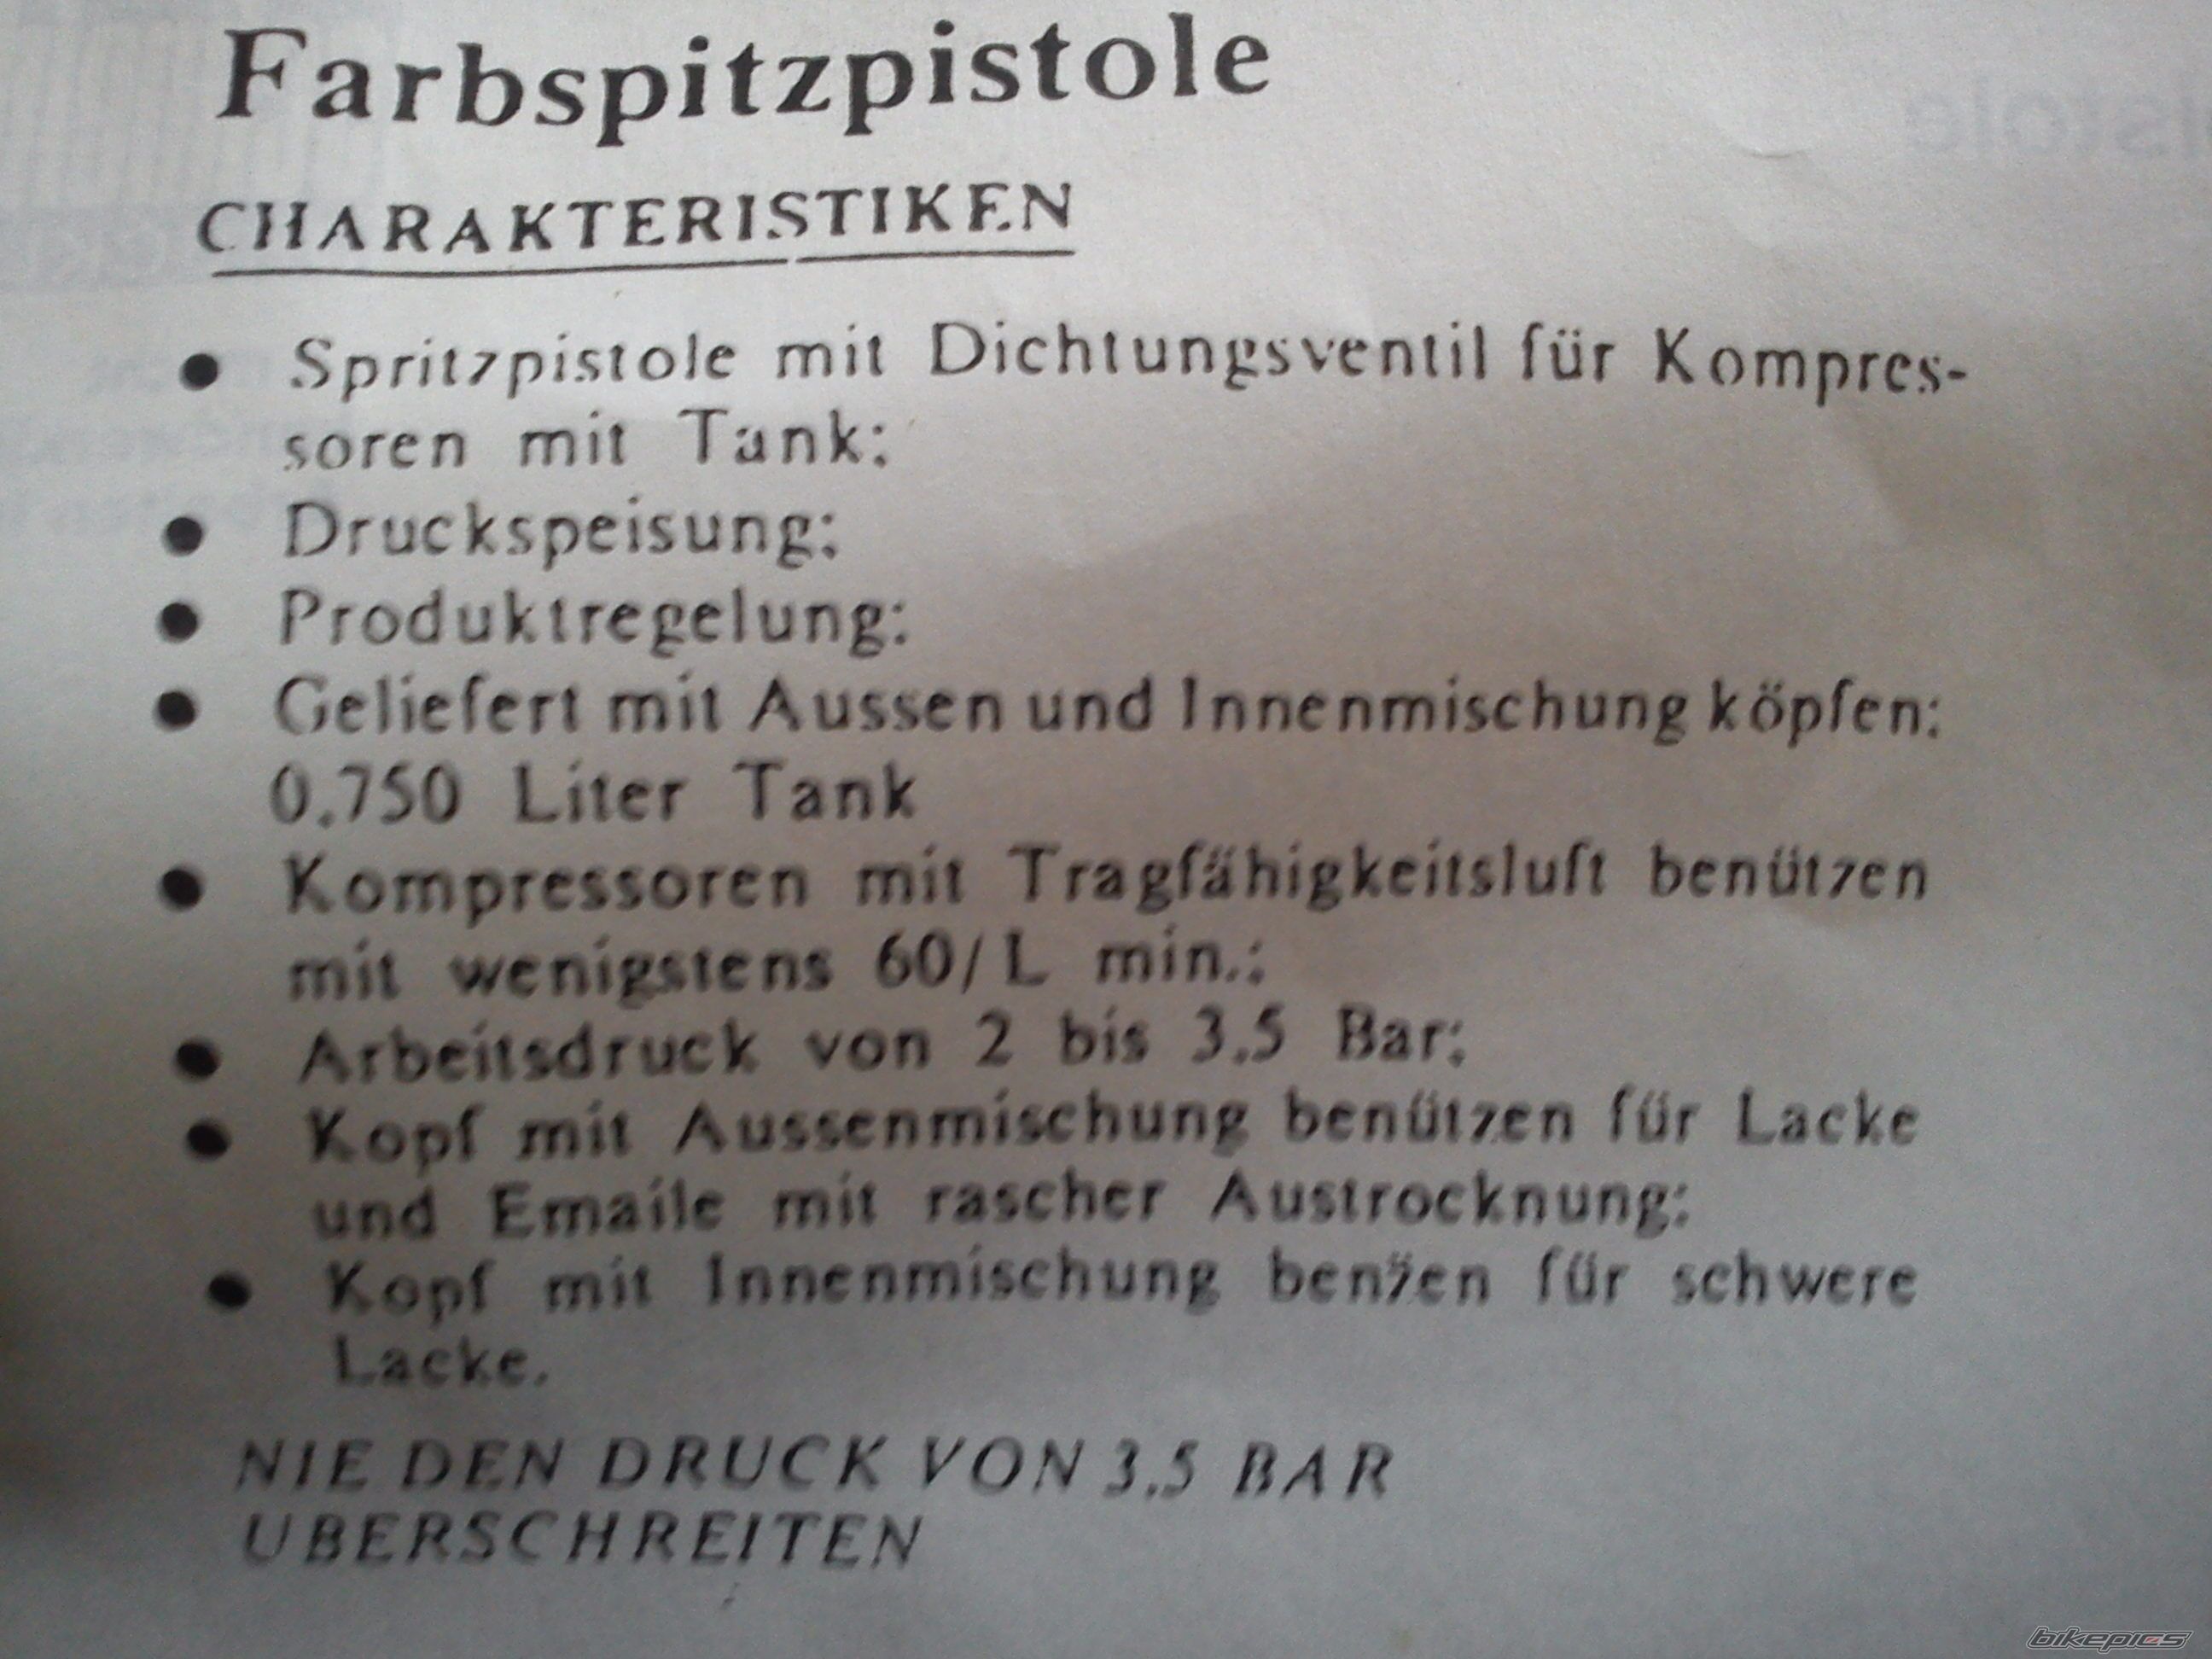 Farbspitzpistole
CHARAKTERISTIKEN
● Spritzpistole mit Dichtungsventil für Kompres-
soren mit Tank;
● Druckspeisung;
● Produktregelung;
● Geliefert mit Aussen und Innenmischung köpfen;
0.750 Liter Tank
● Kompressoren mit Tragfähigkeitsluft benützen
mit wenigstens 60/L min.;
● Arbeitsdruck von 2 bis 3.5 Bar;
● Kopf mit Aussenmischung benützen für Lacke
und Emaile mit rascher Austrocknung;
● Kopf mit Innenmischung für schwere
Lacke.
NIE DEN DRUCK VON 3.5 BAR
UBERSCHREITEN
bikepics